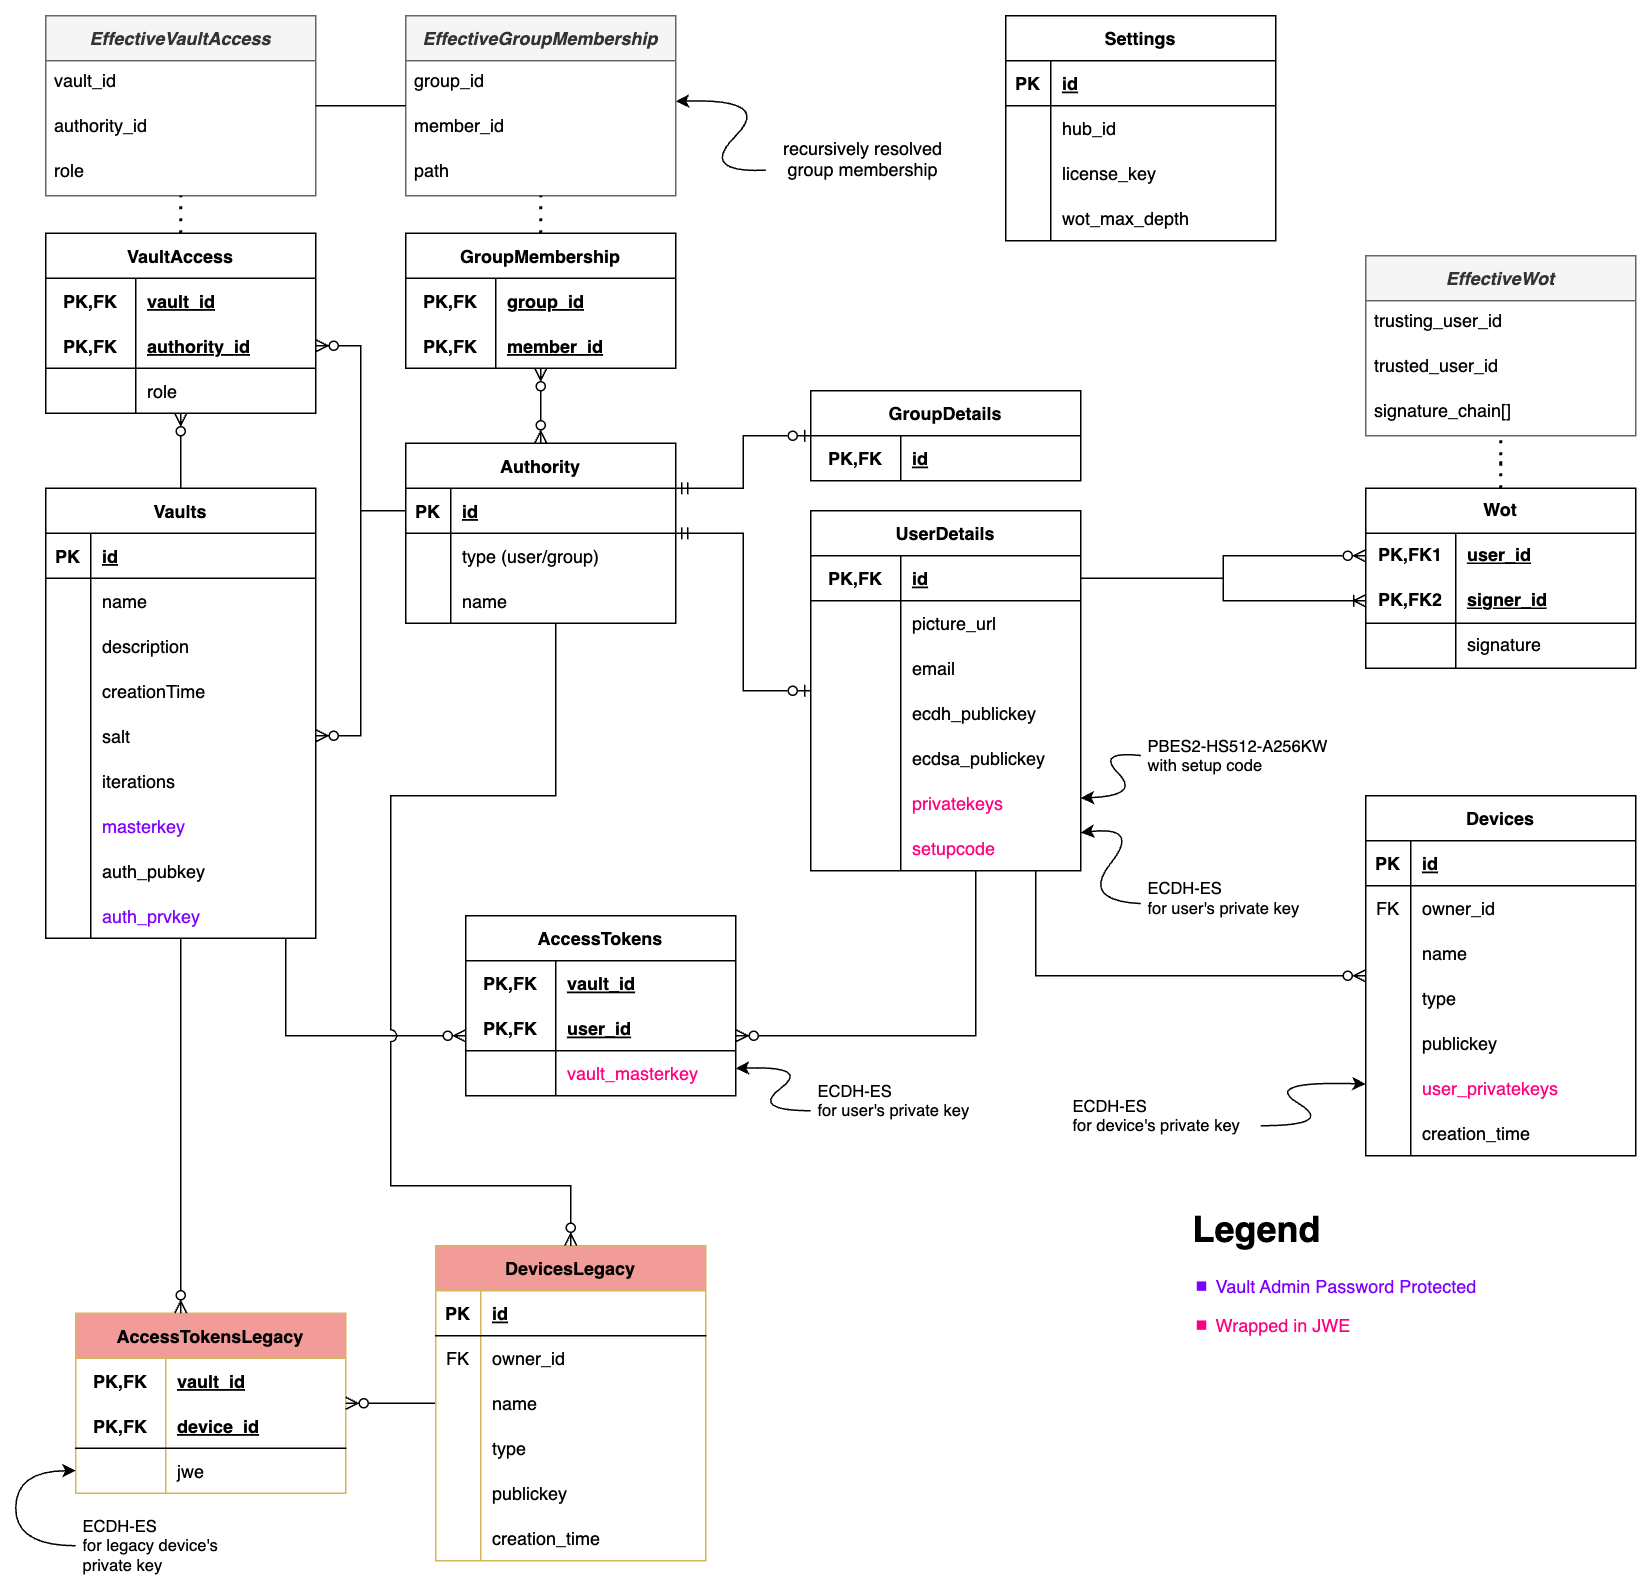 EffectiveVaultAccess
vault_id
authority_id
role
EffectiveGroupMembership
group_id
member_id
path
recursively resolved
group membership
Settings
PK id
hub_id
license_key
wot_max_depth
VaultAccess
PK,FK vault_id
PK,FK authority_id
role
GroupMembership
PK,FK group_id
PK,FK member_id
EffectiveWot
trusting_user_id
trusted_user_id
signature_chain[]
GroupDetails
PK,FK id
Authority
PK id
type (user/group)
name
Vaults
PK id
name
description
creationTime
salt
iterations
masterkey
auth_pubkey
auth_prvkey
UserDetails
PK,FK id
picture_url
email
ecdh_publickey
ecdsa_publickey
privatekeys
setupcode
Wot
PK,FK1 user_id
PK,FK2 signer_id
signature
PBES2-HS512-A256KW
with setup code
ECDH-ES
for user's private key
Devices
PK id
FK owner_id
name
type
publickey
user_privatekeys
creation_time
AccessTokens
PK,FK vault_id
PK,FK user_id
vault_masterkey
ECDH-ES
for user's private key
ECDH-ES
for device's private key
DevicesLegacy
PK id
FK owner_id
name
type
publickey
creation_time
AccessTokensLegacy
PK,FK vault_id
PK,FK device_id
jwe
ECDH-ES
for legacy device's
private key
Legend
Vault Admin Password Protected
Wrapped in JWE